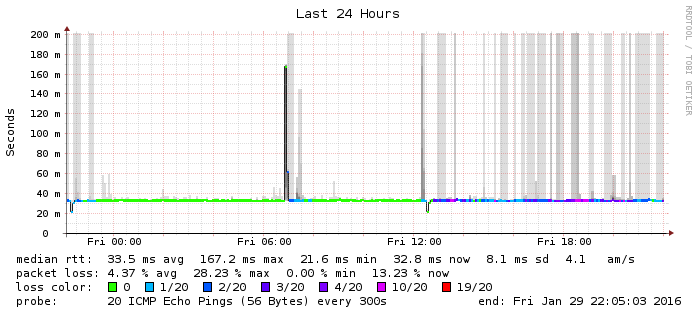 Last 24 Hours
RRDTOOL / TOBI OETIKER
Seconds
200 m
180 m
160 m
140 m
120 m
100 m
80 m
60 m
40 m
20 m
0
Fri 00:00 Fri 06:00 Fri 12:00 Fri 18:00
median rtt: 33.5 ms avg 167.2 ms max 21.6 ms min 32.8 ms now 8.1 ms sd 4.1 am/s
packet loss: 4.37 % avg 28.23 % max 0.00 % min 13.23 % now
loss color: 0 1/20 2/20 3/20 4/20 10/20 19/20
probe: 20 ICMP Echo Pings (56 Bytes) every 300s end: Fri Jan 29 22:05:03 2016